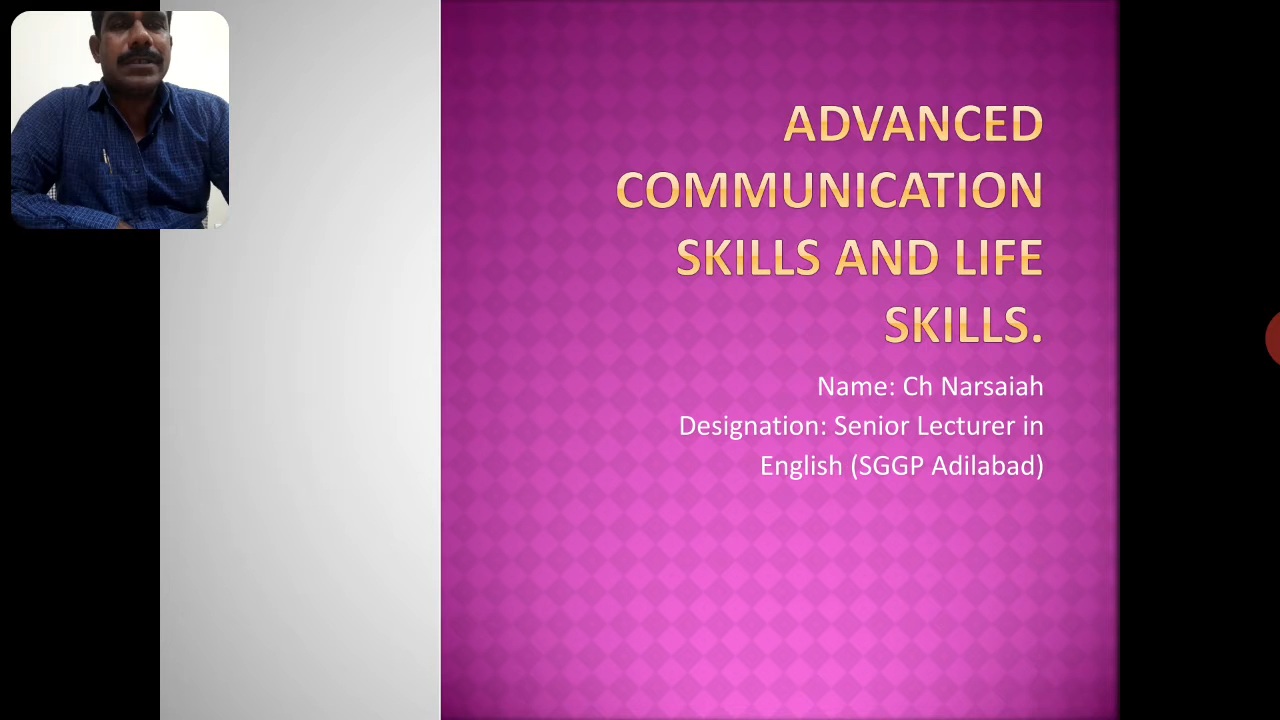 ADVANCED
COMMUNICATION
SKILLS AND LIFE
SKILLS.
Name: Ch Narsaiah
Designation: Senior Lecturer in
English (SGGP Adilabad)